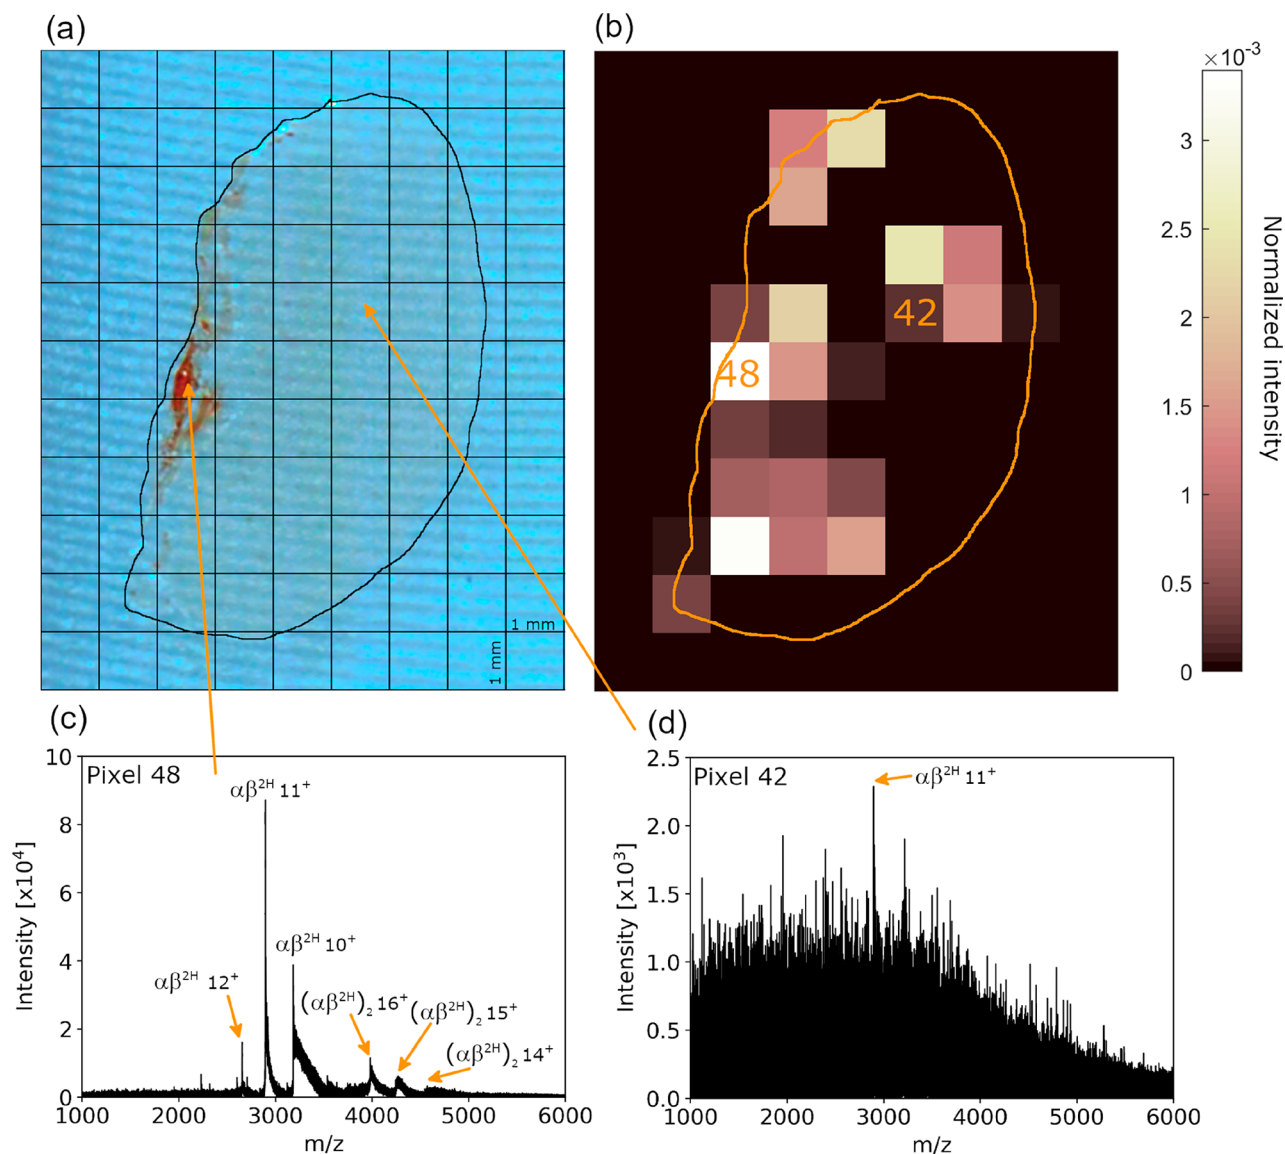 (a)
(b)
1 mm
1 mm
42
48
×10⁻³
3
2.5
2
1.5
1
0.5
0
Normalized intensity
(c)
Pixel 48
αβ²ᴴ 11⁺
αβ²ᴴ 10⁺
αβ²ᴴ 12⁺
(αβ²ᴴ)₂ 16⁺
(αβ²ᴴ)₂ 15⁺
(αβ²ᴴ)₂ 14⁺
10
8
6
4
2
0
Intensity [x10⁴]
1000 2000 3000 4000 5000 6000
m/z
(d)
Pixel 42
αβ²ᴴ 11⁺
2.5
2.0
1.5
1.0
0.5
0.0
Intensity [x10³]
1000 2000 3000 4000 5000 6000
m/z